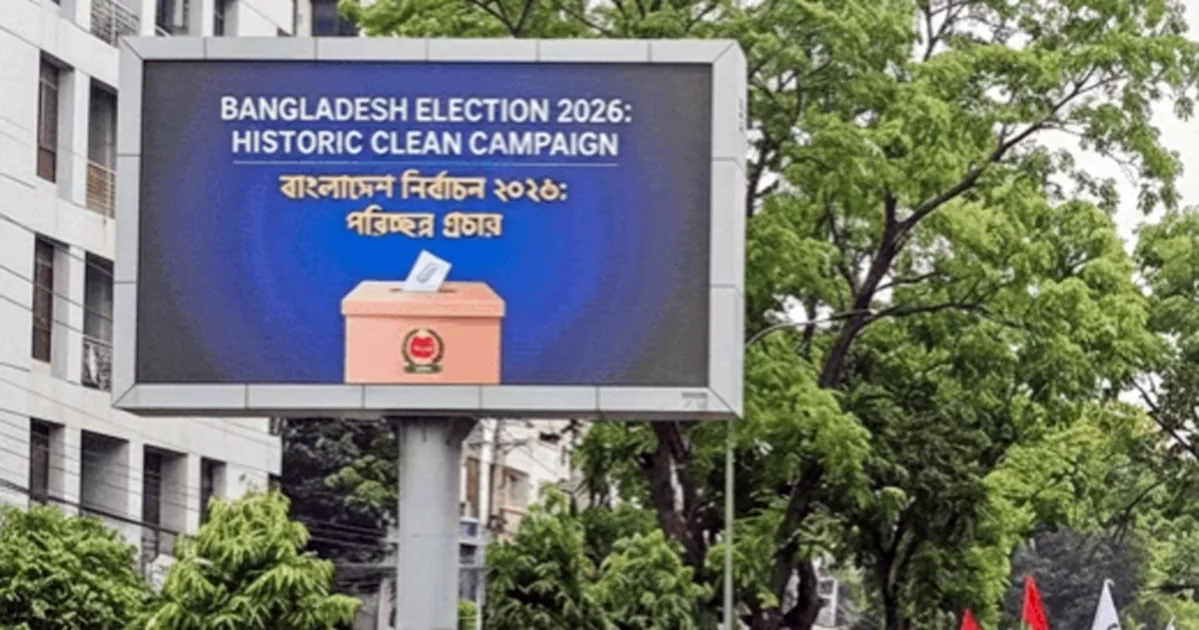 BANGLADESH ELECTION 2026:
HISTORIC CLEAN CAMPAIGN
বাংলাদেশ নির্বাচন ২০২৬:
পরিচ্ছন্ন প্রচার